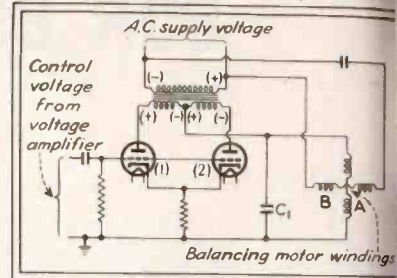 A.C. supply voltage
Control
voltage
from
voltage
amplifier
(-) (+)
(+) (-) (+) (-)
(1) (2)
C1
B A
Balancing motor windings